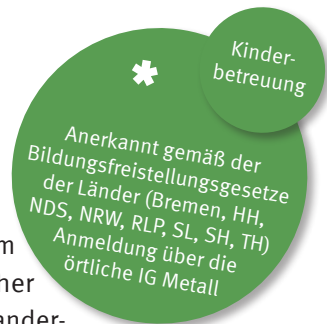 Kinder-
betreuung
*
Anerkannt gemäß der
Bildungsfreistellungsgesetze
der Länder (Bremen, HH,
NDS, NRW, RLP, SL, SH, TH)
Anmeldung über die
örtliche IG Metall